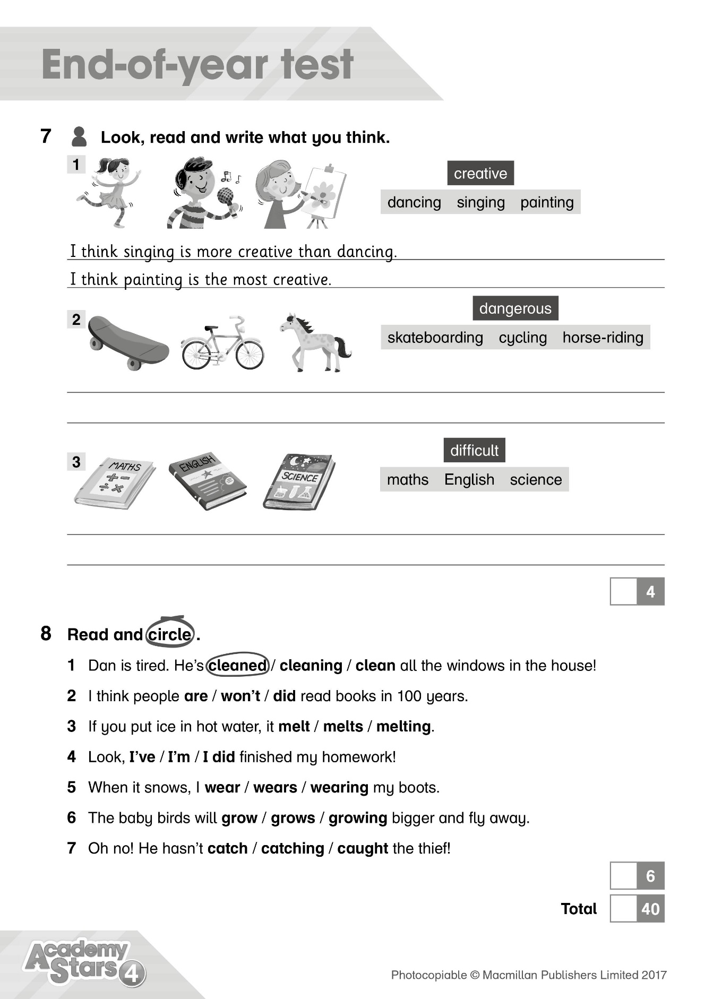 End-of-year test
7 Look, read and write what you think.
1
creative
dancing singing painting
I think singing is more creative than dancing.
I think painting is the most creative.
2
dangerous
skateboarding cycling horse-riding
3
MATHS
ENGLISH
SCIENCE
difficult
maths English science
4
8 Read and circle.
1 Dan is tired. He's cleaned / cleaning / clean all the windows in the house!
2 I think people are / won't / did read books in 100 years.
3 If you put ice in hot water, it melt / melts / melting.
4 Look, I've / I'm / I did finished my homework!
5 When it snows, I wear / wears / wearing my boots.
6 The baby birds will grow / grows / growing bigger and fly away.
7 Oh no! He hasn't catch / catching / caught the thief!
6
Total 40
Academy
Stars 4
Photocopiable © Macmillan Publishers Limited 2017